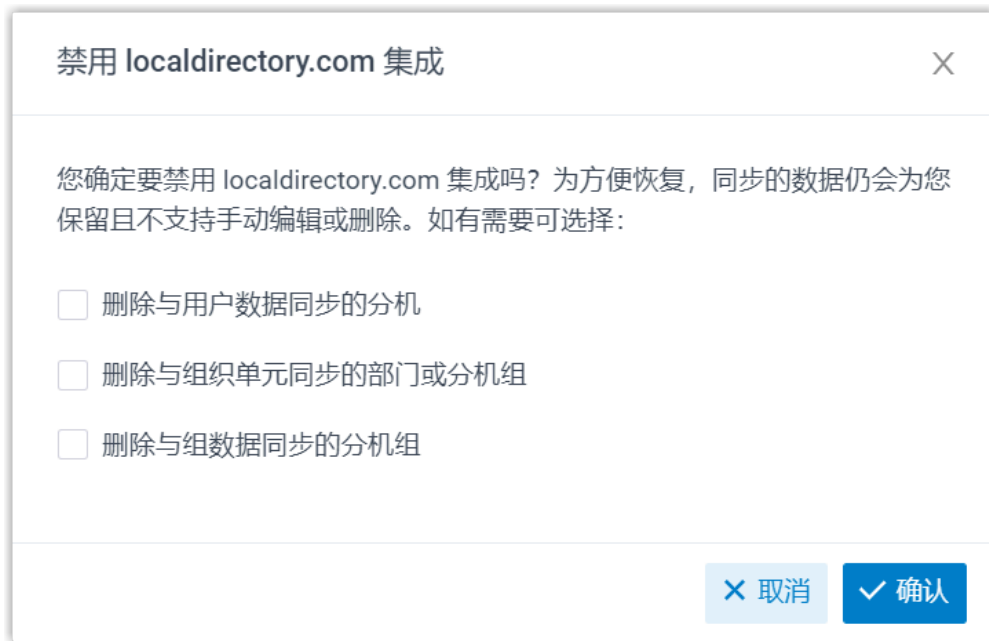 禁用 localdirectory.com 集成
您确定要禁用 localdirectory.com 集成吗？为方便恢复，同步的数据仍会为您
保留且不支持手动编辑或删除。如有需要可选择：
删除与用户数据同步的分机
删除与组织单元同步的部门或分机组
删除与组数据同步的分机组
取消 确认